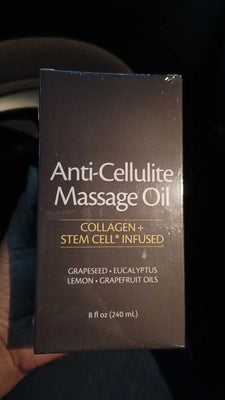 Anti-Cellulite
Massage Oil
COLLAGEN +
STEM CELL* INFUSED
GRAPESEED • EUCALYPTUS
LEMON • GRAPEFRUIT OILS
8 fl oz (240 mL)